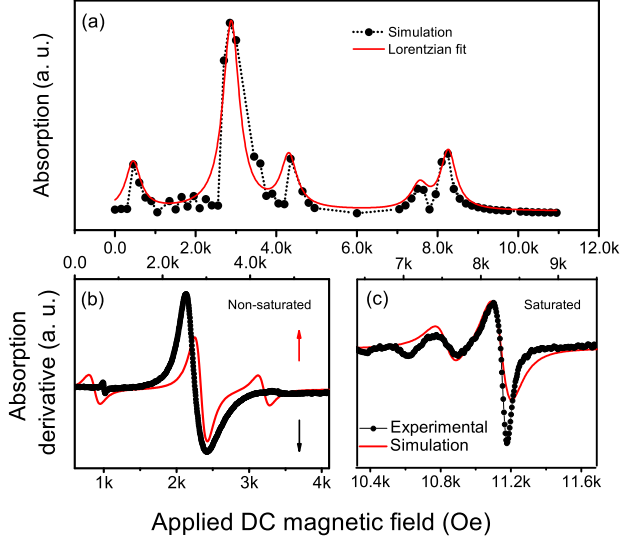 (a)
Simulation
Lorentzian fit
Absorption (a. u.)
0.0 2.0k 4.0k 6.0k 8.0k 10.0k 12.0k
0.0 2.0k 4.0k
7k 8k 9k
(b)
Non-saturated
(c)
Saturated
Absorption
derivative (a. u.)
Experimental
Simulation
1k 2k 3k 4k
10.4k 10.8k 11.2k 11.6k
Applied DC magnetic field (Oe)